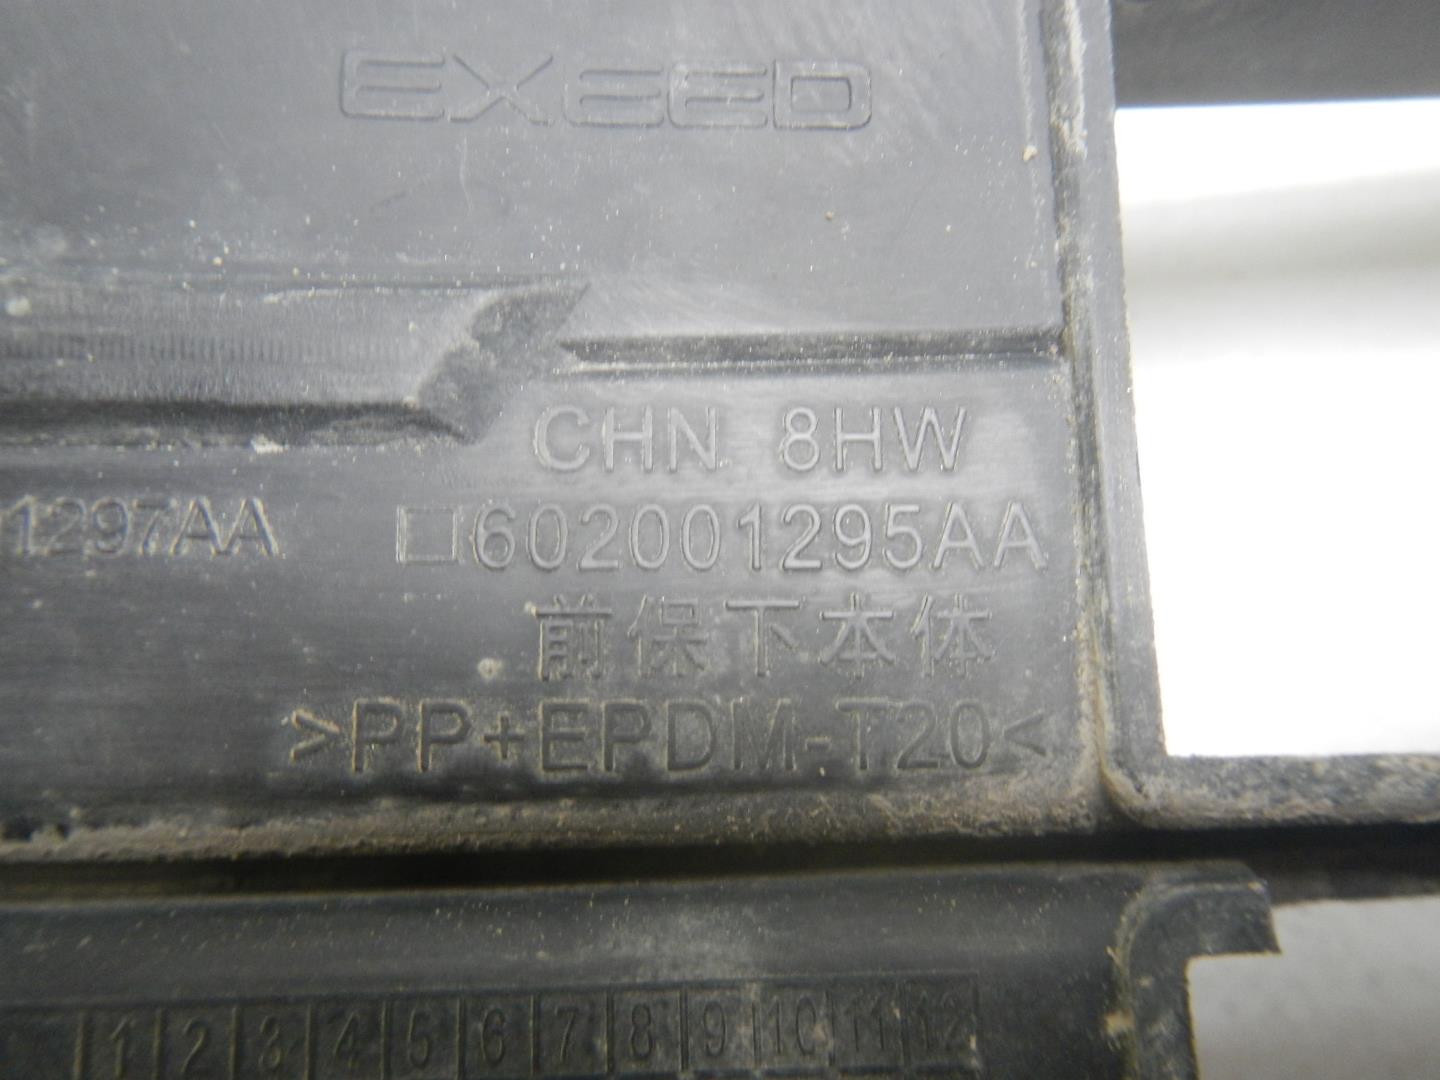 EXEED
CHN 8HW
1297AA □602001295AA
前保下本体
>PP+EPDM-T20<
1 2 3 4 5 6 7 8 9 10 11 12